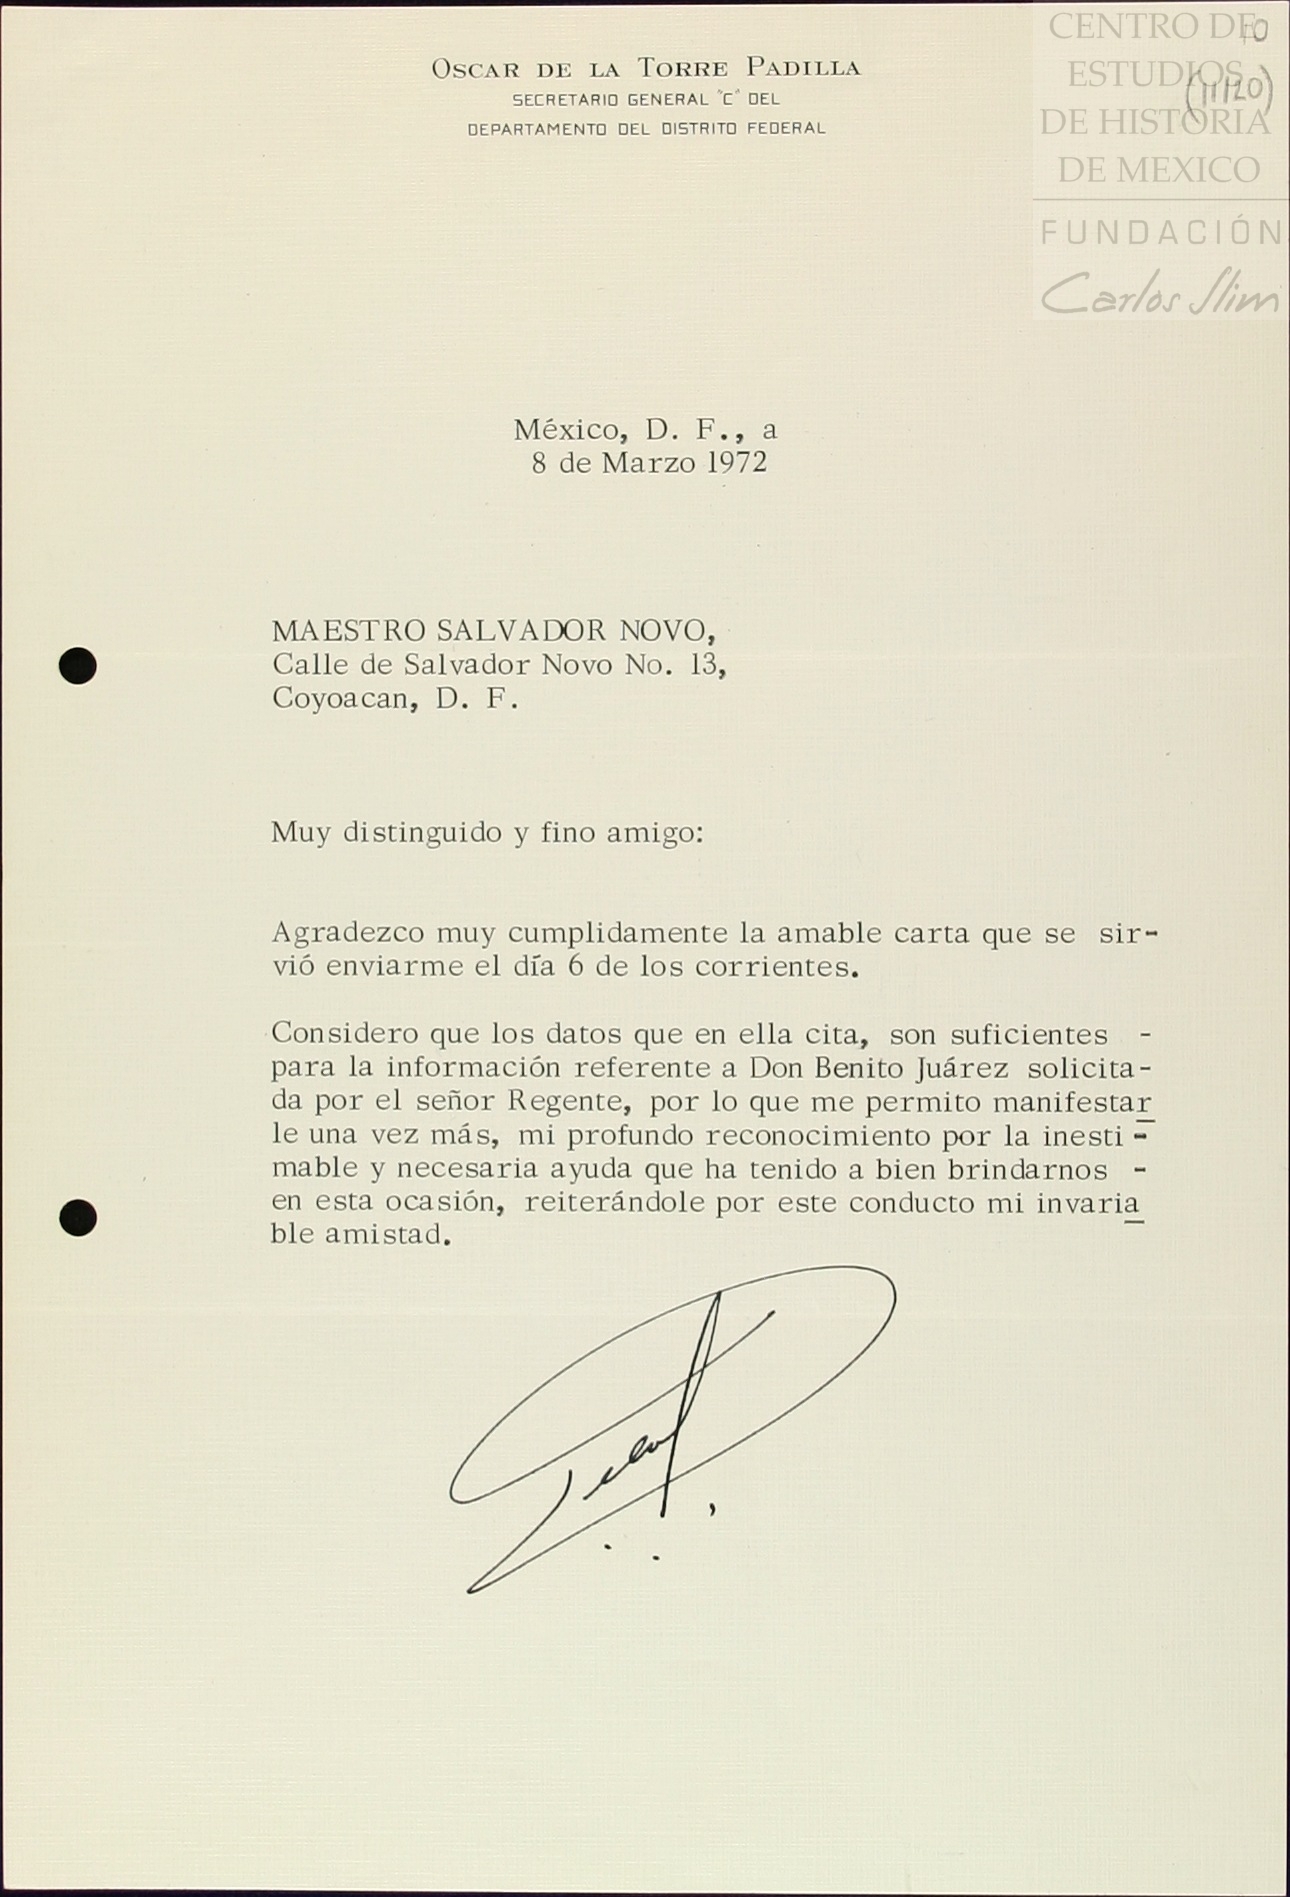 OSCAR DE LA TORRE PADILLA
SECRETARIO GENERAL "C" DEL
DEPARTAMENTO DEL DISTRITO FEDERAL
CENTRO DE
ESTUDIOS
DE HISTORIA
DE MEXICO
FUNDACIÓN
Carlos Slim
10
(11/20)
México, D. F., a
8 de Marzo 1972
MAESTRO SALVADOR NOVO,
Calle de Salvador Novo No. 13,
Coyoacan, D. F.
Muy distinguido y fino amigo:
Agradezco muy cumplidamente la amable carta que se sir-
vió enviarme el día 6 de los corrientes.
Considero que los datos que en ella cita, son suficientes -
para la información referente a Don Benito Juárez solicita-
da por el señor Regente, por lo que me permito manifestar
le una vez más, mi profundo reconocimiento por la inesti -
mable y necesaria ayuda que ha tenido a bien brindarnos -
en esta ocasión, reiterándole por este conducto mi invaria
ble amistad.